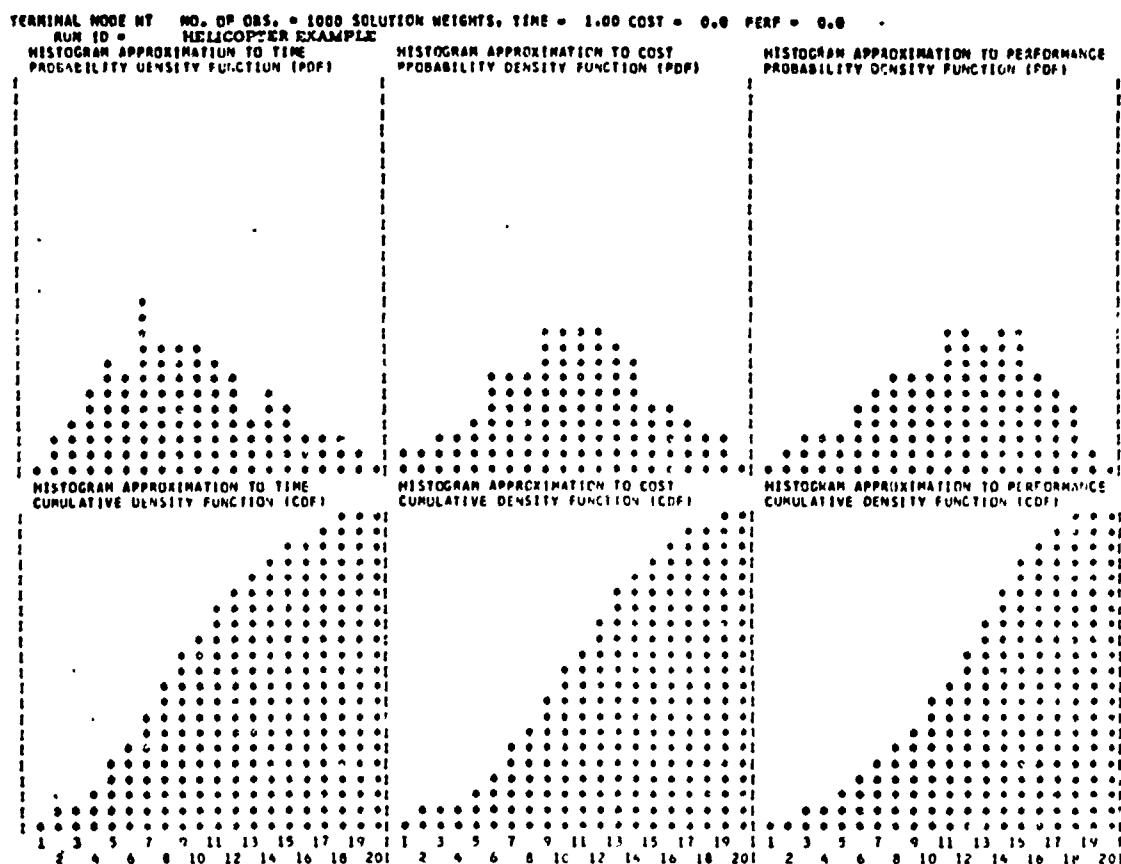 TERMINAL NODE NT NO. OF OBS. = 1000 SOLUTION WEIGHTS, TIME = 1.00 COST = 0.0 PERF = 0.0
RUN ID = HELICOPTER EXAMPLE
HISTOGRAM APPROXIMATION TO TIME
PROBABILITY DENSITY FUNCTION (PDF)
HISTOGRAM APPROXIMATION TO COST
PROBABILITY DENSITY FUNCTION (PDF)
HISTOGRAM APPROXIMATION TO PERFORMANCE
PROBABILITY DENSITY FUNCTION (PDF)
HISTOGRAM APPROXIMATION TO TIME
CUMULATIVE DENSITY FUNCTION (CDF)
HISTOGRAM APPROXIMATION TO COST
CUMULATIVE DENSITY FUNCTION (CDF)
HISTOGRAM APPROXIMATION TO PERFORMANCE
CUMULATIVE DENSITY FUNCTION (CDF)
1 3 5 7 9 11 13 15 17 19
2 4 6 8 10 12 14 16 18 20
1 3 5 7 9 11 13 15 17 19
2 4 6 8 10 12 14 16 18 20
1 3 5 7 9 11 13 15 17 19
2 4 6 8 10 12 14 16 18 20